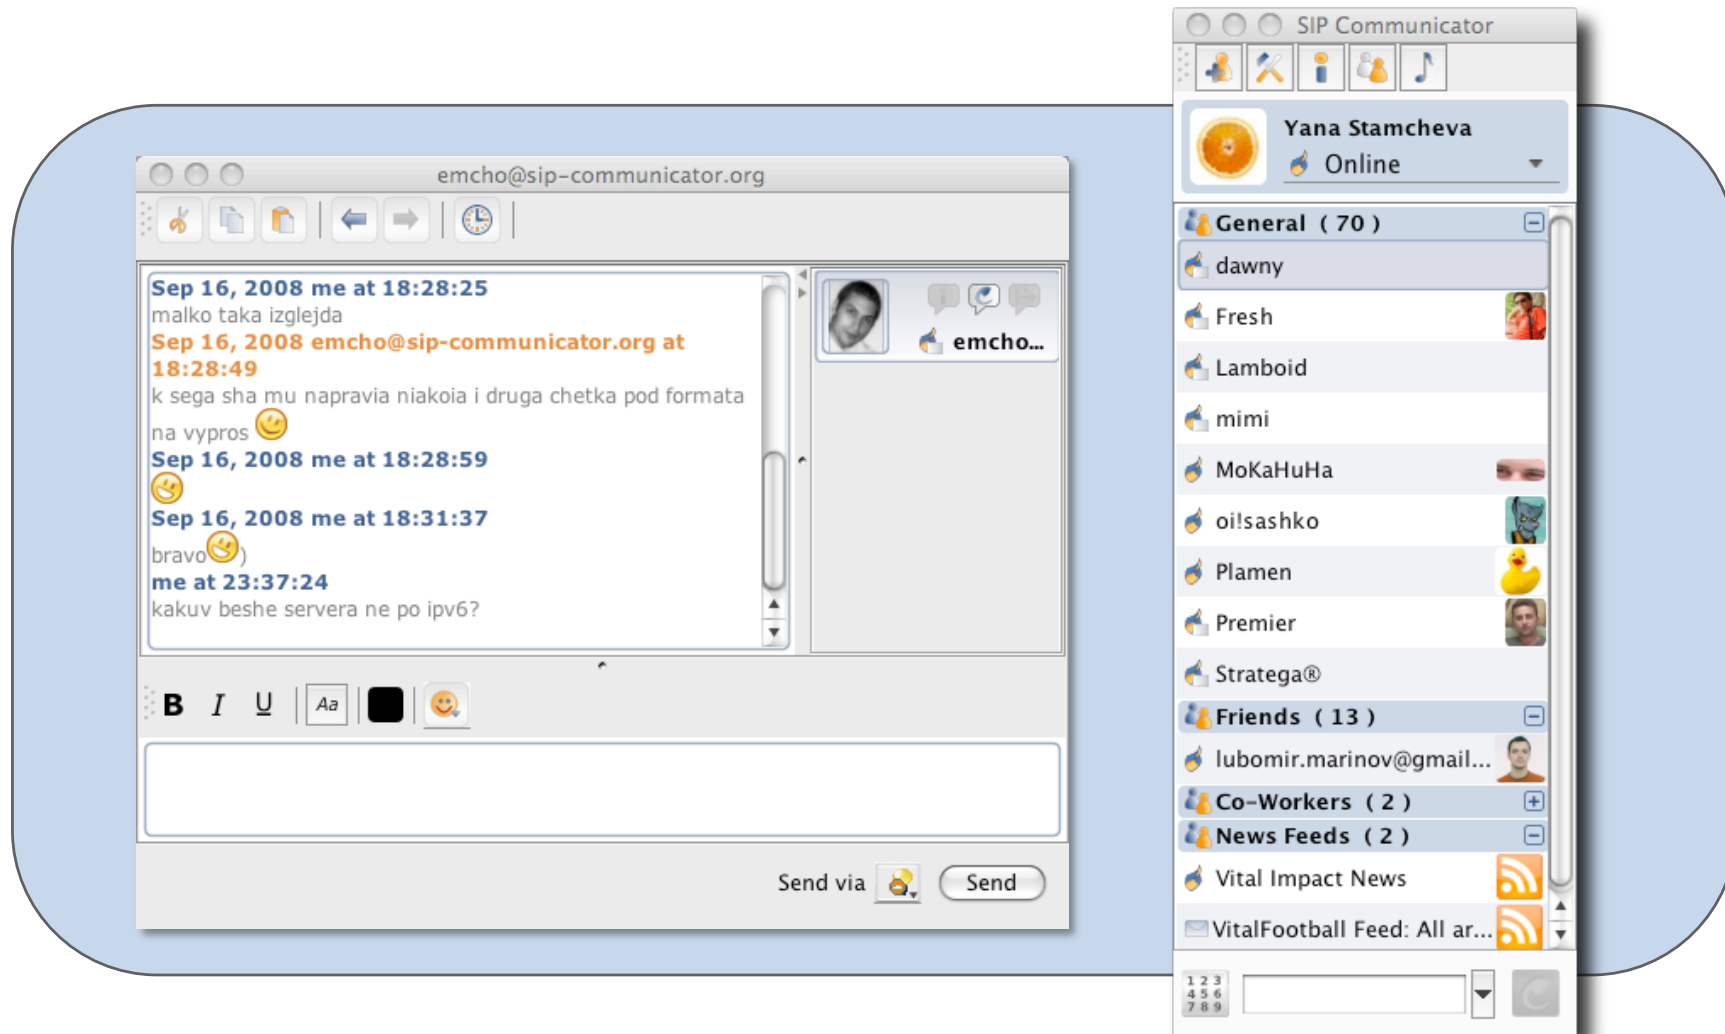 emcho@sip-communicator.org
Sep 16, 2008 me at 18:28:25
malko taka izglejda
Sep 16, 2008 emcho@sip-communicator.org at
18:28:49
k sega sha mu napravia niakoia i druga chetka pod formata
na vypros
Sep 16, 2008 me at 18:28:59
Sep 16, 2008 me at 18:31:37
bravo )
me at 23:37:24
kakuv beshe servera ne po ipv6?
emcho...
B I U Aa
Send via Send
SIP Communicator
Yana Stamcheva
Online
General ( 70 )
dawny
Fresh
Lamboid
mimi
MoKaHuHa
oi!sashko
Plamen
Premier
Stratega®
Friends ( 13 )
lubomir.marinov@gmail...
Co-Workers ( 2 )
News Feeds ( 2 )
Vital Impact News
VitalFootball Feed: All ar...
1 2 3
4 5 6
7 8 9